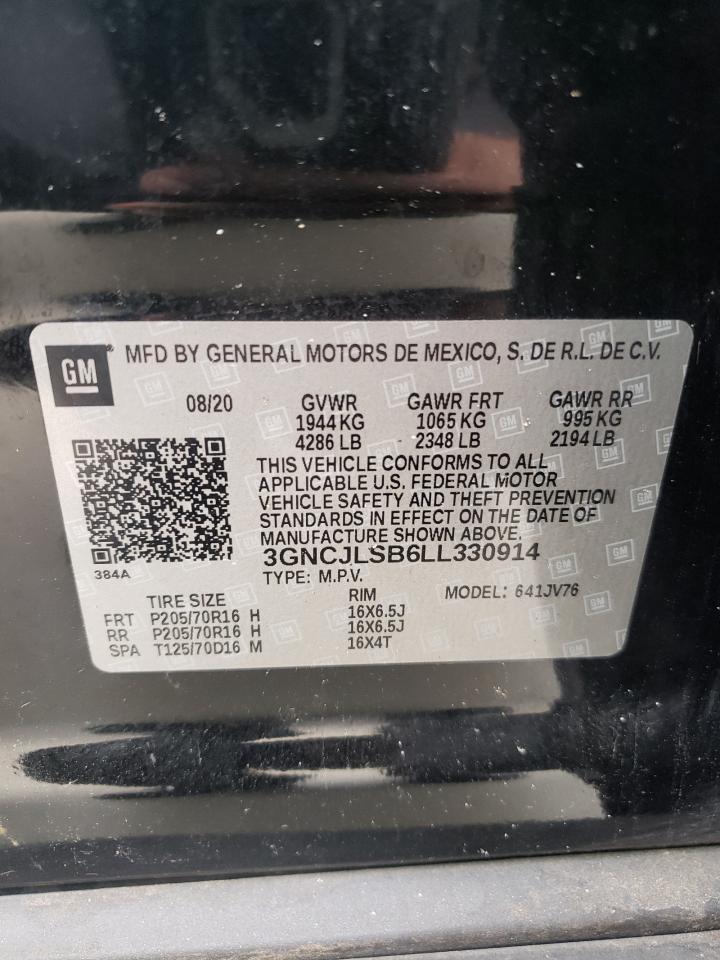 GM MFD BY GENERAL MOTORS DE MEXICO, S. DE R.L. DE C.V.
08/20 GVWR GAWR FRT GAWR RR
1944 KG 1065 KG 995 KG
4286 LB 2348 LB 2194 LB
THIS VEHICLE CONFORMS TO ALL
APPLICABLE U.S. FEDERAL MOTOR
VEHICLE SAFETY AND THEFT PREVENTION
STANDARDS IN EFFECT ON THE DATE OF
MANUFACTURE SHOWN ABOVE.
3GNCJLSB6LL330914
384A TYPE: M.P.V.
TIRE SIZE RIM MODEL: 641JV76
FRT P205/70R16 H 16X6.5J
RR P205/70R16 H 16X6.5J
SPA T125/70D16 M 16X4T